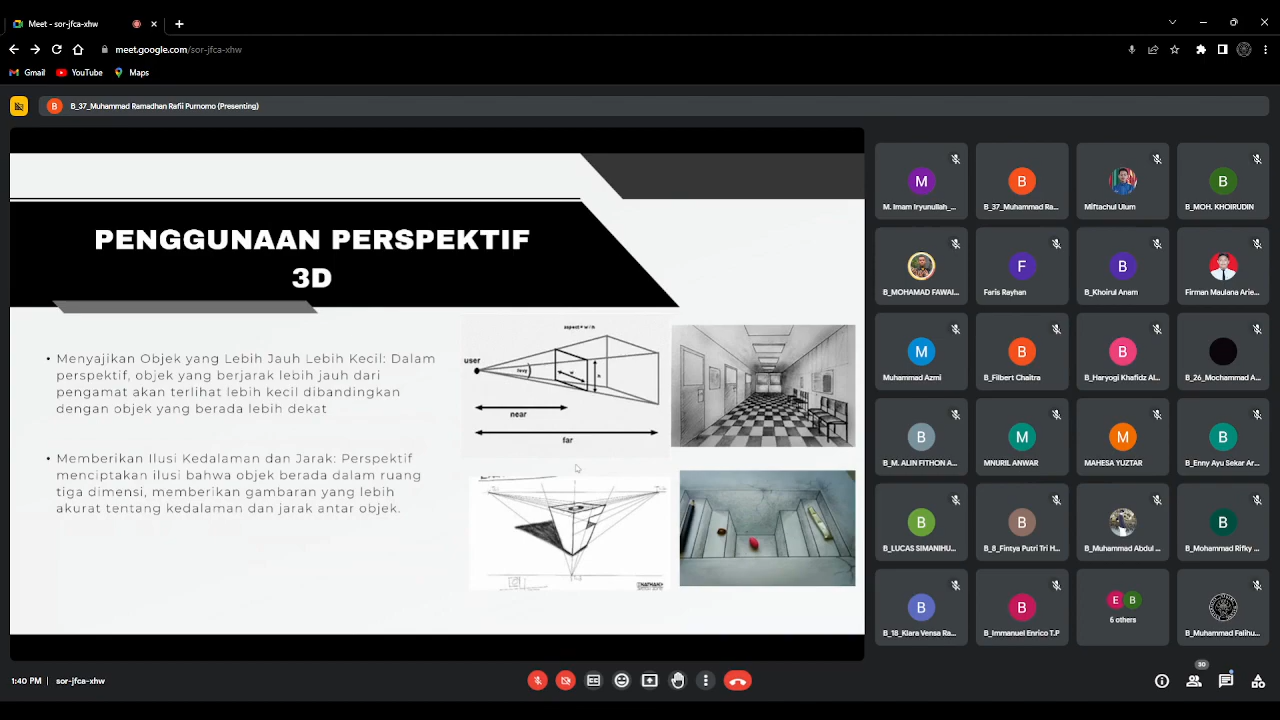 Meet - sor-jfca-xhw
meet.google.com/sor-jfca-xhw
Gmail YouTube Maps
B B_37_Muhammad Ramadhan Rafii Purnomo (Presenting)
PENGGUNAAN PERSPEKTIF
3D
• Menyajikan Objek yang Lebih Jauh Lebih Kecil: Dalam
perspektif, objek yang berjarak lebih jauh dari
pengamat akan terlihat lebih kecil dibandingkan
dengan objek yang berada lebih dekat
• Memberikan Ilusi Kedalaman dan Jarak: Perspektif
menciptakan ilusi bahwa objek berada dalam ruang
tiga dimensi, memberikan gambaran yang lebih
akurat tentang kedalaman dan jarak antar objek.
aspect = w / h
user
fovy
w
h
near
far
NATHAN
M B B
M. Imam Iryunullah_... B_37_Muhammad Ra... Miftachul Ulum B_MOH. KHOIRUDIN
F B
B_MOHAMAD FAWAI... Faris Rayhan B_Khoirul Anam Firman Maulana Arie...
M B B
Muhammad Azmi B_Filbert Chaitra B_Haryogi Khafidz Al... B_26_Mochammad A...
B M M B
B_M. ALIN FITHON A... MNURIL ANWAR MAHESA YUZTAR B_Enny Ayu Sekar Ar...
B B B
B_LUCAS SIMANIHU... B_8_Fintya Putri Tri H... B_Muhammad Abdul ... B_Mohammad Rifky ...
B B E B
B_18_Klara Vensa Ra... B_Immanuel Enrico T.P 6 others B_Muhammad Falihu...
1:40 PM | sor-jfca-xhw
30